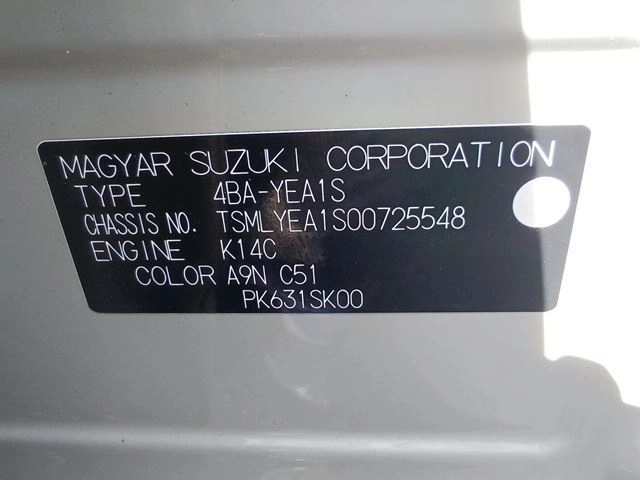 MAGYAR SUZUKI CORPORATION
TYPE 4BA-YEA1S
CHASSIS NO. TSMLYEA1S00725548
ENGINE K14C
COLOR A9N C51
PK631SK00